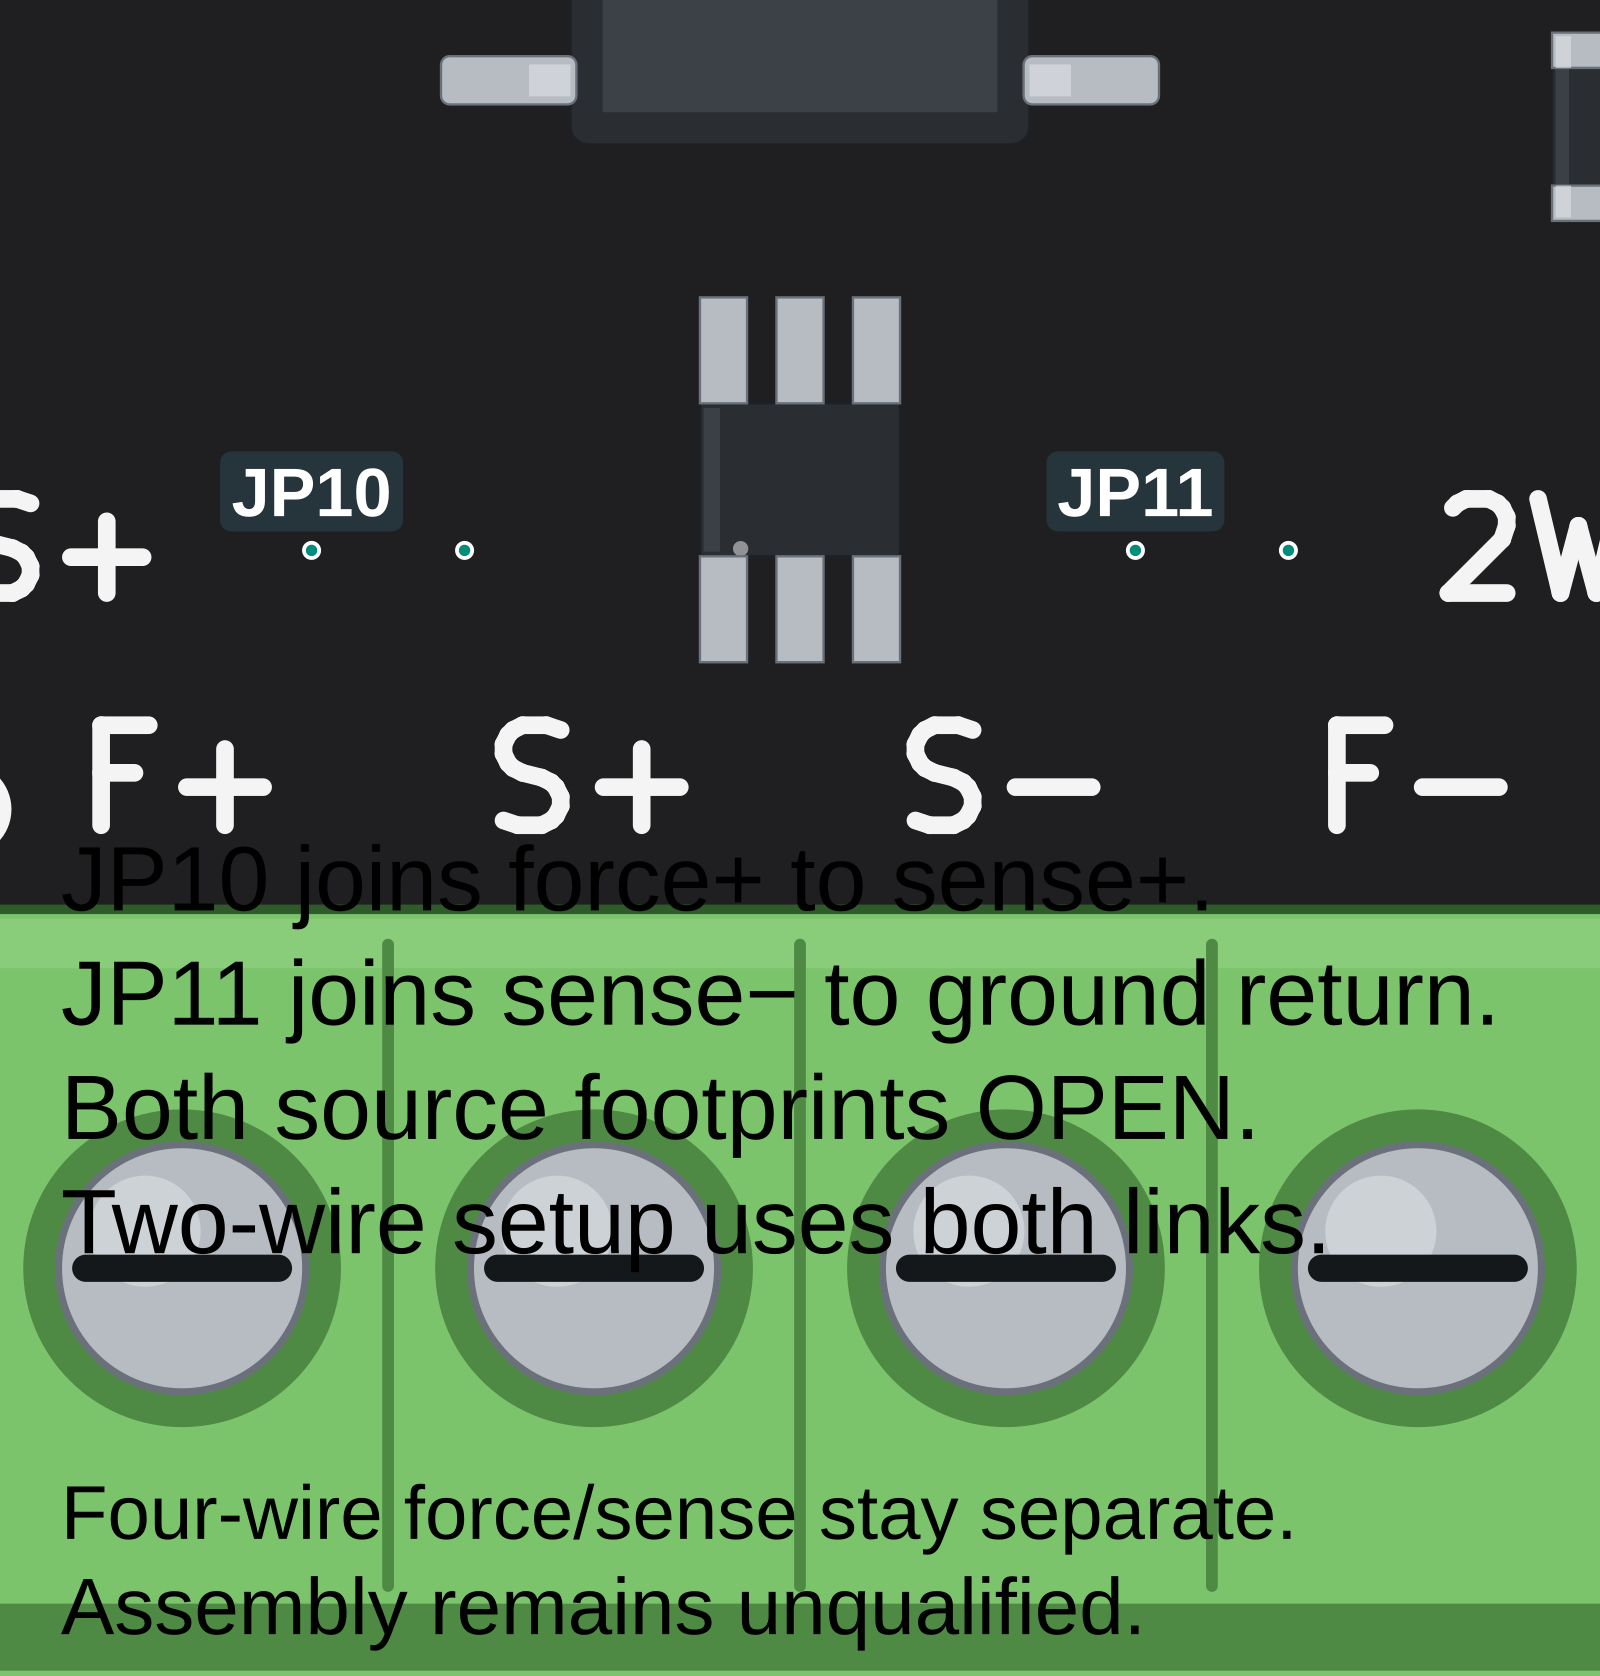 JP10 JP11
S+ 2W
F+ S+ S− F−
JP10 joins force+ to sense+.
JP11 joins sense− to ground return.
Both source footprints OPEN.
Two-wire setup uses both links.
Four-wire force/sense stay separate.
Assembly remains unqualified.